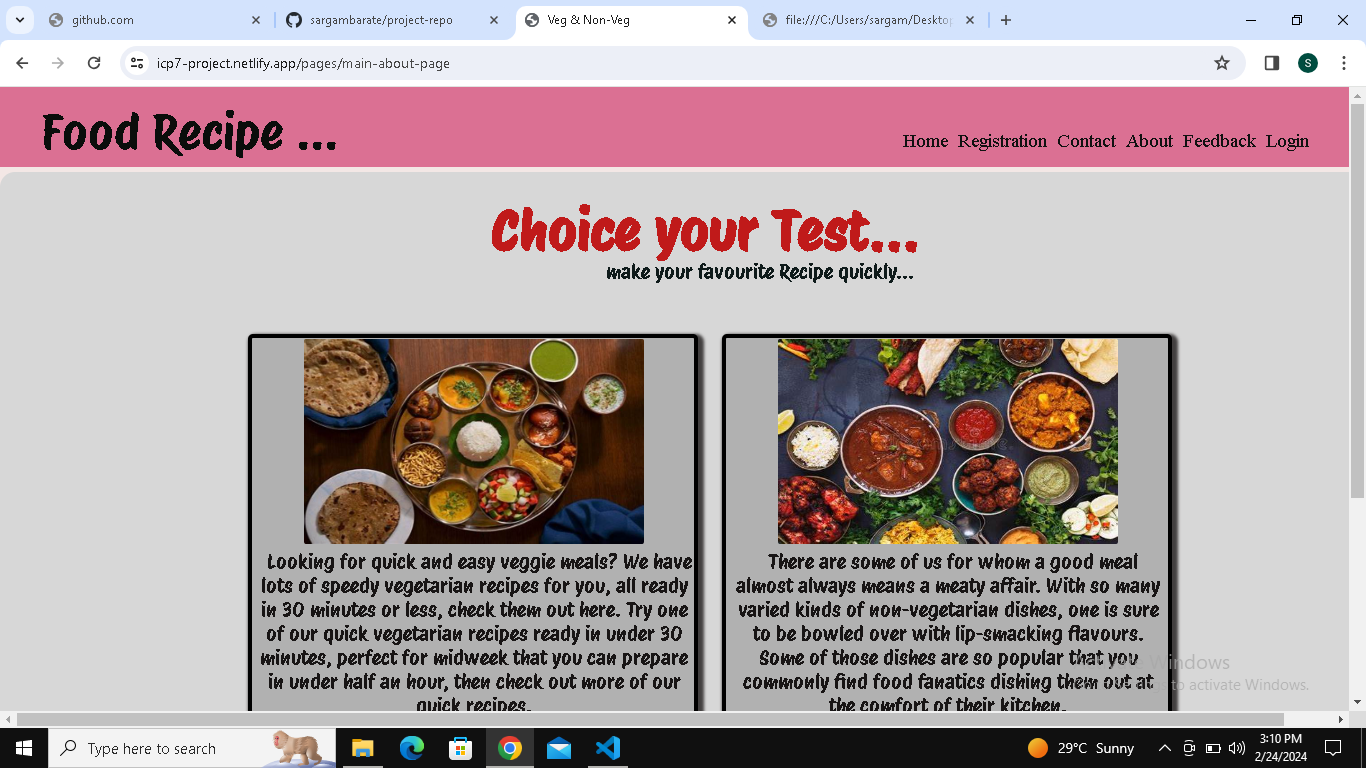 github.com
sargambarate/project-repo
Veg & Non-Veg
file:///C:/Users/sargam/Desktop
icp7-project.netlify.app/pages/main-about-page
S
Food Recipe ...
Home Registration Contact About Feedback Login
Choice your Test...
make your favourite Recipe quickly...
Looking for quick and easy veggie meals? We have
lots of speedy vegetarian recipes for you, all ready
in 30 minutes or less, check them out here. Try one
of our quick vegetarian recipes ready in under 30
minutes, perfect for midweek that you can prepare
in under half an hour, then check out more of our
quick recipes.
There are some of us for whom a good meal
almost always means a meaty affair. With so many
varied kinds of non-vegetarian dishes, one is sure
to be bowled over with lip-smacking flavours.
Some of those dishes are so popular that you
commonly find food fanatics dishing them out at
the comfort of their kitchen.
Activate Windows
to activate Windows.
Type here to search
29°C Sunny
3:10 PM
2/24/2024